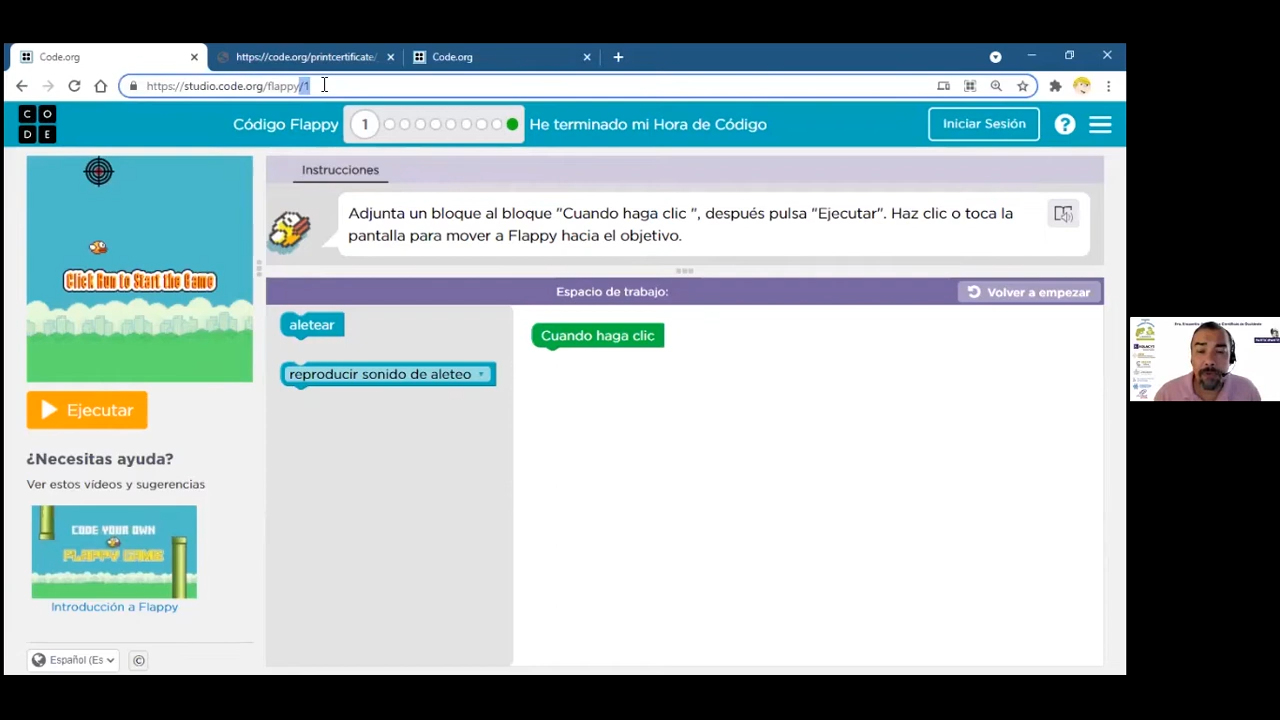 Code.org
https://code.org/printcertificate/
Code.org
https://studio.code.org/flappy/1
CODE
Código Flappy
1
He terminado mi Hora de Código
Iniciar Sesión
?
Click Run to Start the Game
Instrucciones
Adjunta un bloque al bloque "Cuando haga clic ", después pulsa "Ejecutar". Haz clic o toca la
pantalla para mover a Flappy hacia el objetivo.
Espacio de trabajo:
Volver a empezar
aletear
reproducir sonido de aleteo
Cuando haga clic
Ejecutar
¿Necesitas ayuda?
Ver estos vídeos y sugerencias
CODE YOUR OWN
FLAPPY GAME
Introducción a Flappy
Español (Es
©